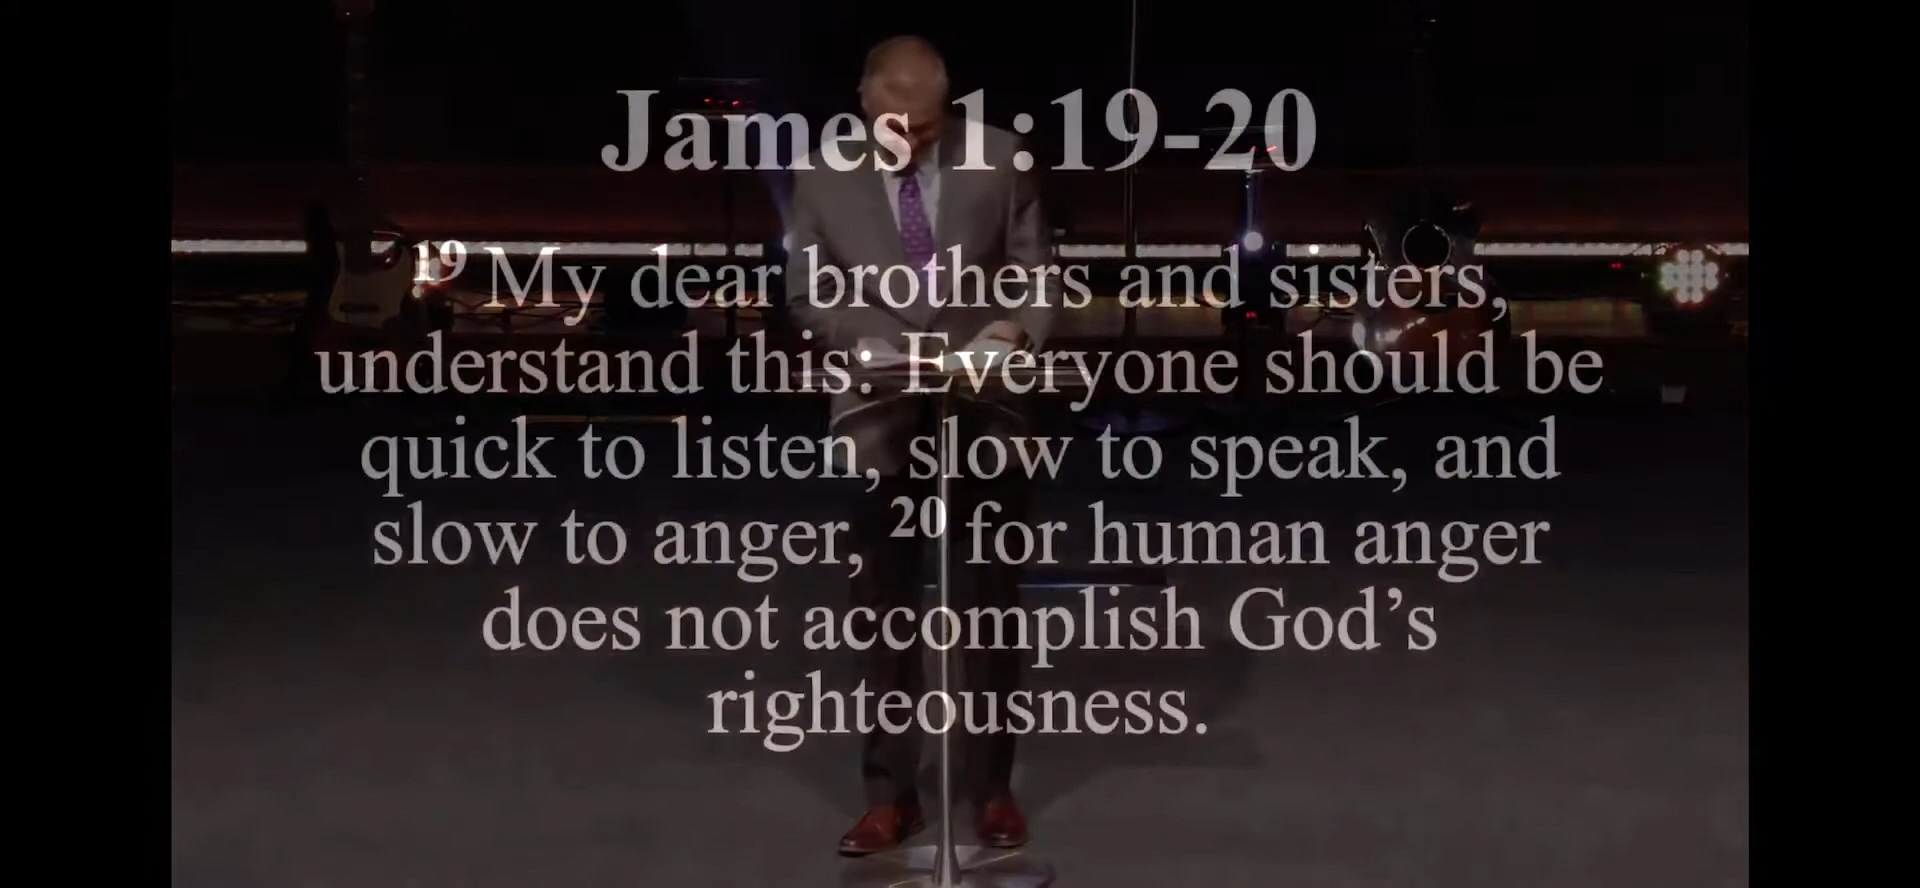 James 1:19-20
19 My dear brothers and sisters,
understand this: Everyone should be
quick to listen, slow to speak, and
slow to anger, 20 for human anger
does not accomplish God’s
righteousness.